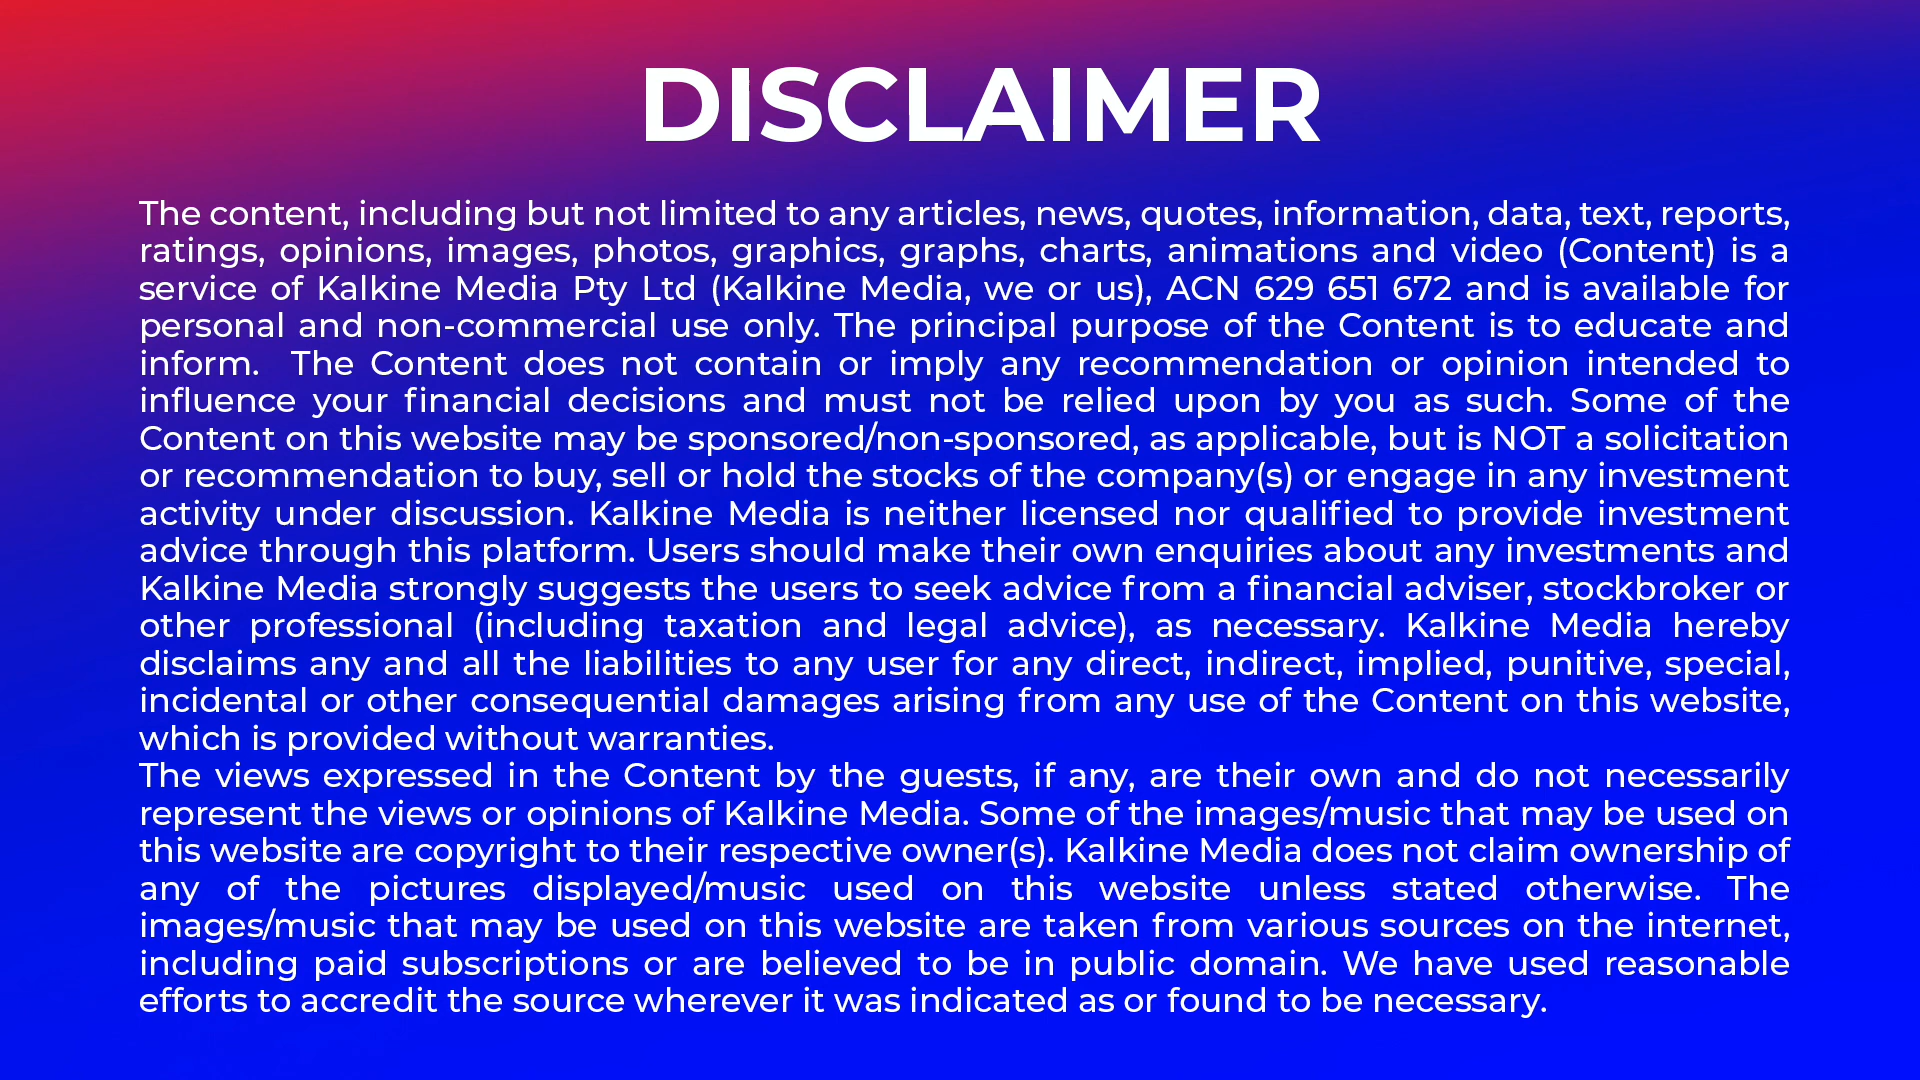 DISCLAIMER
The content, including but not limited to any articles, news, quotes, information, data, text, reports,
ratings, opinions, images, photos, graphics, graphs, charts, animations and video (Content) is a
service of Kalkine Media Pty Ltd (Kalkine Media, we or us), ACN 629 651 672 and is available for
personal and non-commercial use only. The principal purpose of the Content is to educate and
inform.  The Content does not contain or imply any recommendation or opinion intended to
influence your financial decisions and must not be relied upon by you as such. Some of the
Content on this website may be sponsored/non-sponsored, as applicable, but is NOT a solicitation
or recommendation to buy, sell or hold the stocks of the company(s) or engage in any investment
activity under discussion. Kalkine Media is neither licensed nor qualified to provide investment
advice through this platform. Users should make their own enquiries about any investments and
Kalkine Media strongly suggests the users to seek advice from a financial adviser, stockbroker or
other professional (including taxation and legal advice), as necessary. Kalkine Media hereby
disclaims any and all the liabilities to any user for any direct, indirect, implied, punitive, special,
incidental or other consequential damages arising from any use of the Content on this website,
which is provided without warranties.
The views expressed in the Content by the guests, if any, are their own and do not necessarily
represent the views or opinions of Kalkine Media. Some of the images/music that may be used on
this website are copyright to their respective owner(s). Kalkine Media does not claim ownership of
any of the pictures displayed/music used on this website unless stated otherwise. The
images/music that may be used on this website are taken from various sources on the internet,
including paid subscriptions or are believed to be in public domain. We have used reasonable
efforts to accredit the source wherever it was indicated as or found to be necessary.